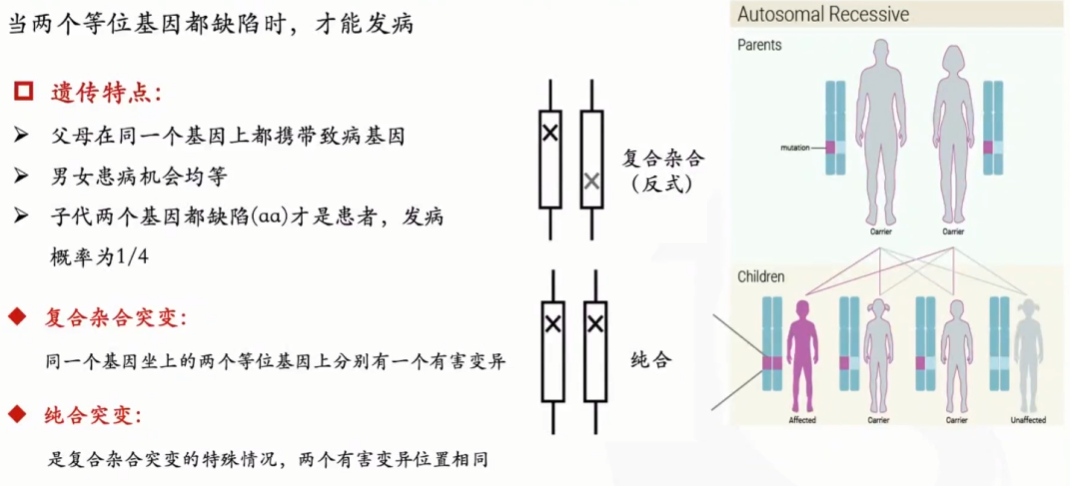 当两个等位基因都缺陷时，才能发病
遗传特点：
父母在同一个基因上都携带致病基因
男女患病机会均等
子代两个基因都缺陷(aa)才是患者，发病
概率为1/4
复合杂合突变：
同一个基因坐上的两个等位基因上分别有一个有害变异
纯合突变：
是复合杂合突变的特殊情况，两个有害变异位置相同
复合杂合
（反式）
纯合
Autosomal Recessive
Parents
mutation
Carrier
Carrier
Children
Affected
Carrier
Carrier
Unaffected